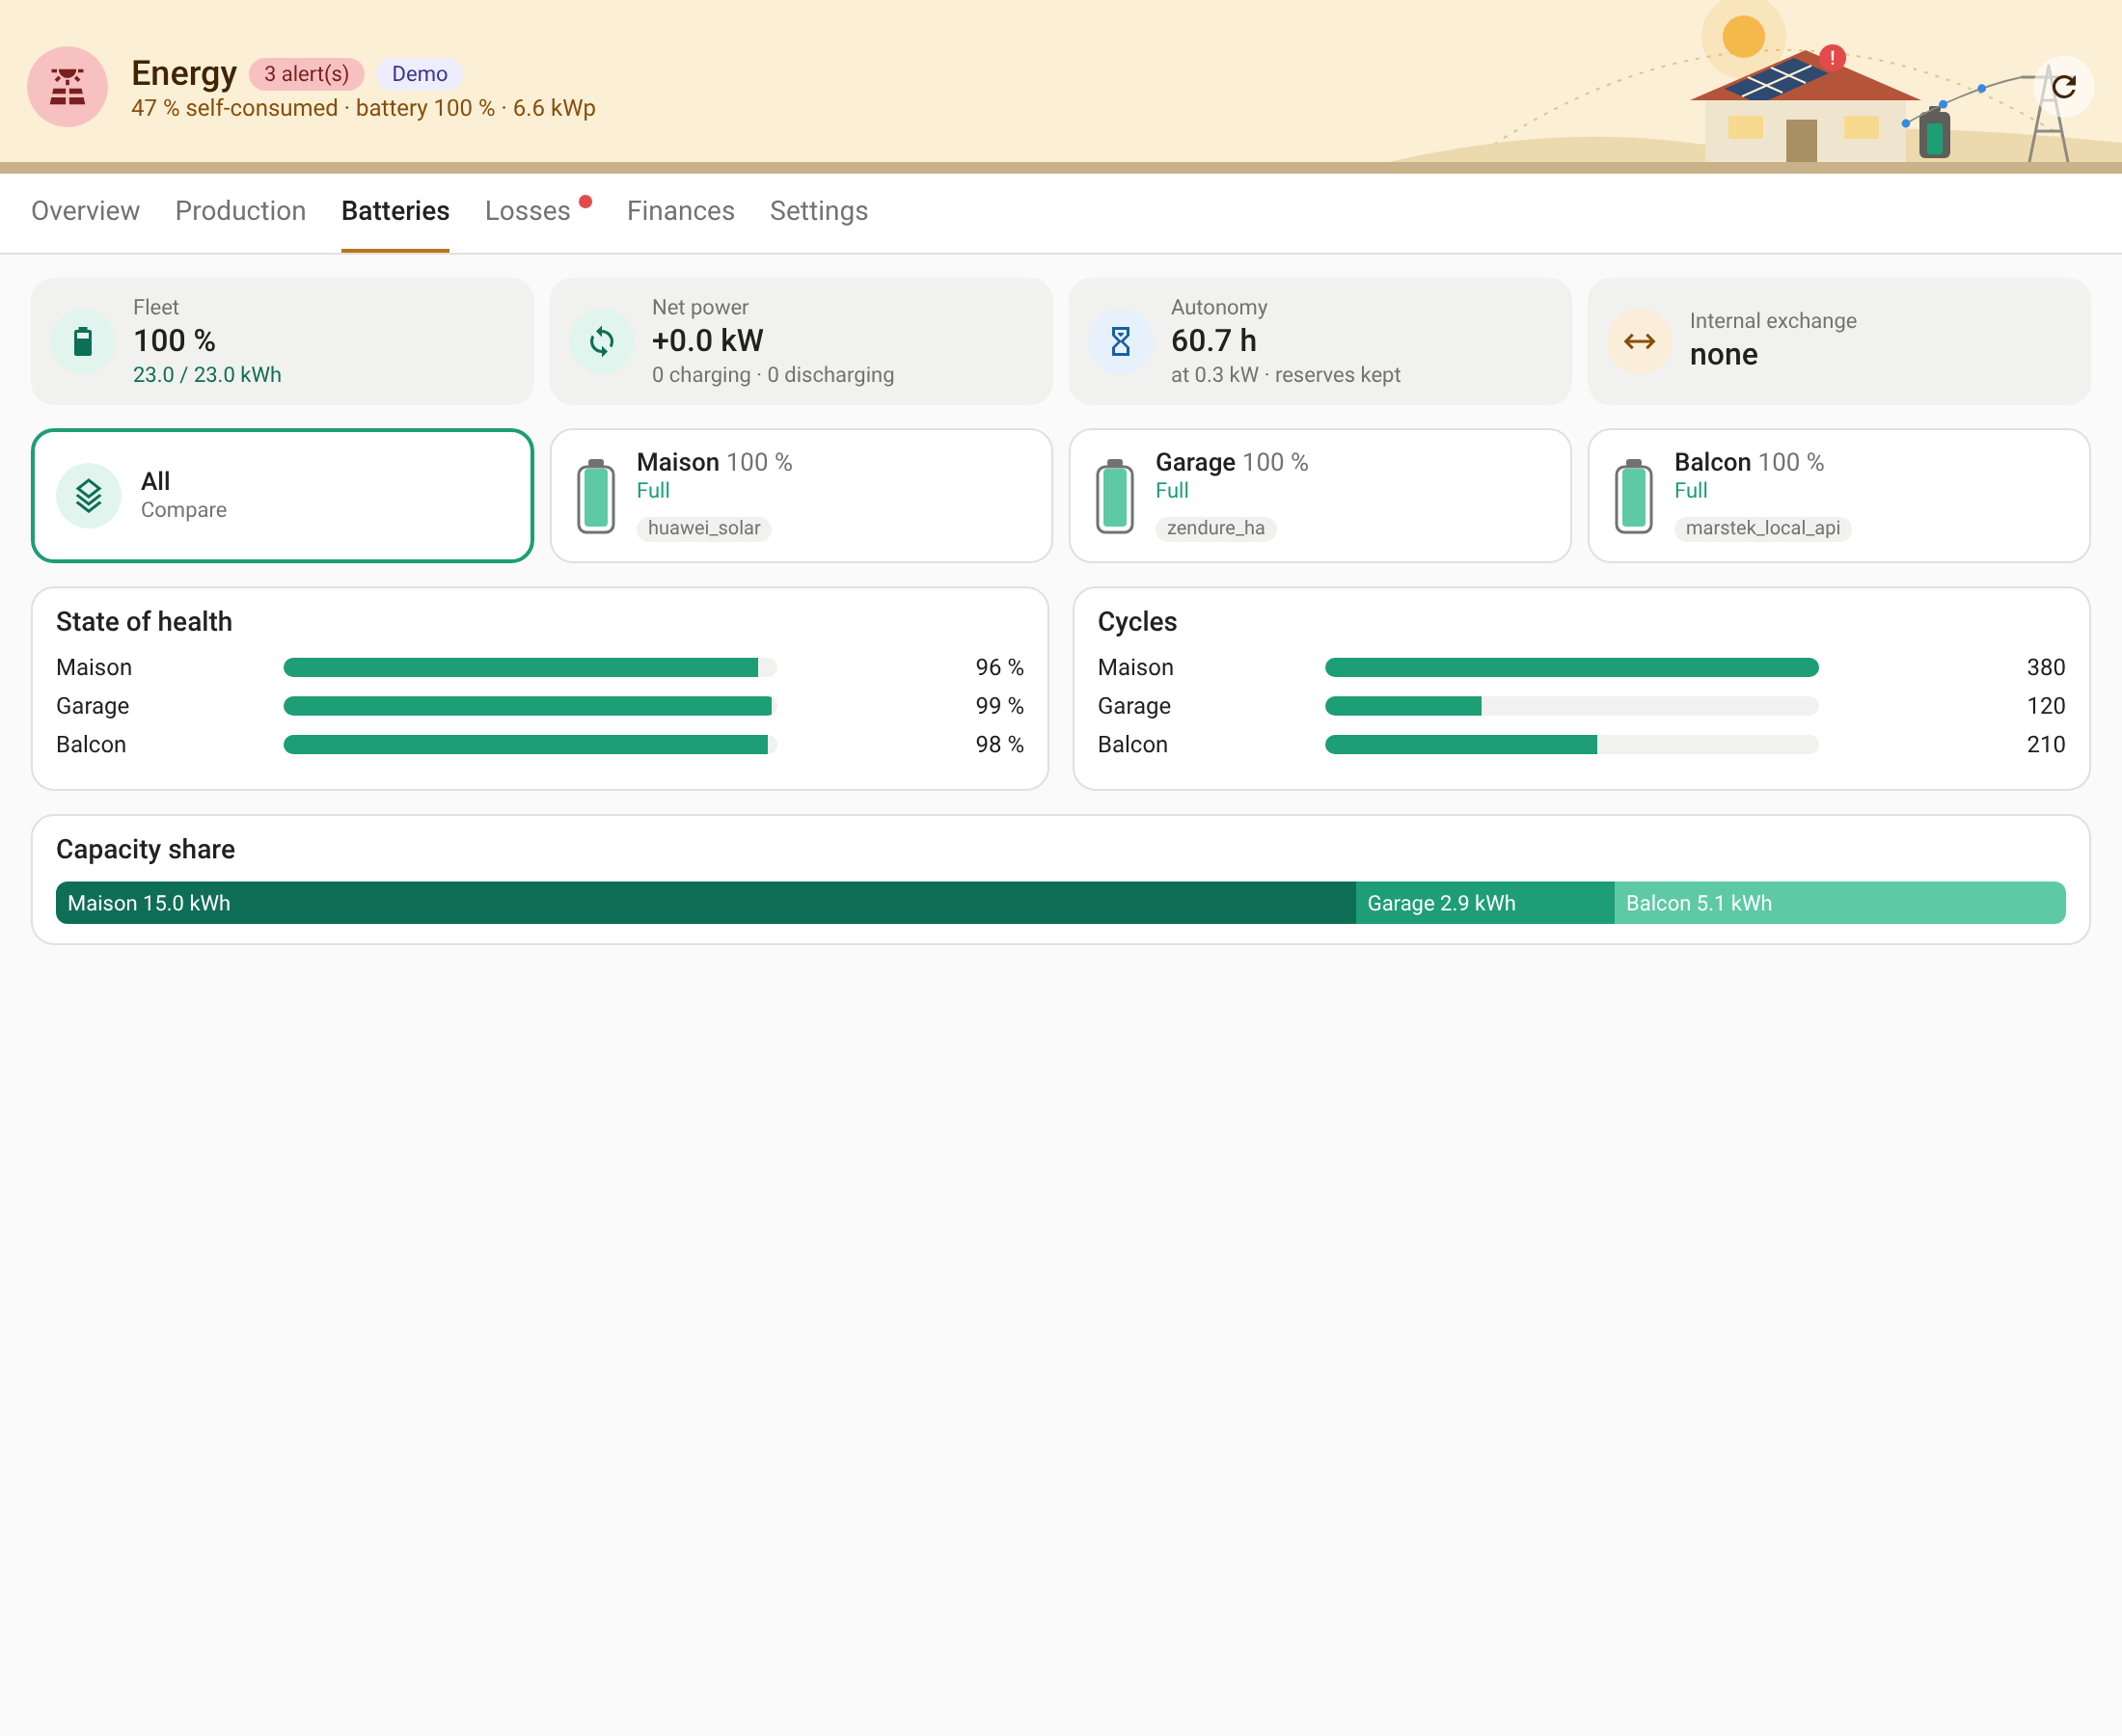 Energy 3 alert(s) Demo
47 % self-consumed · battery 100 % · 6.6 kWp
!
Overview Production Batteries Losses Finances Settings
Fleet
100 %
23.0 / 23.0 kWh
Net power
+0.0 kW
0 charging · 0 discharging
Autonomy
60.7 h
at 0.3 kW · reserves kept
Internal exchange
none
All
Compare
Maison 100 %
Full
huawei_solar
Garage 100 %
Full
zendure_ha
Balcon 100 %
Full
marstek_local_api
State of health
Maison 96 %
Garage 99 %
Balcon 98 %
Cycles
Maison 380
Garage 120
Balcon 210
Capacity share
Maison 15.0 kWh Garage 2.9 kWh Balcon 5.1 kWh